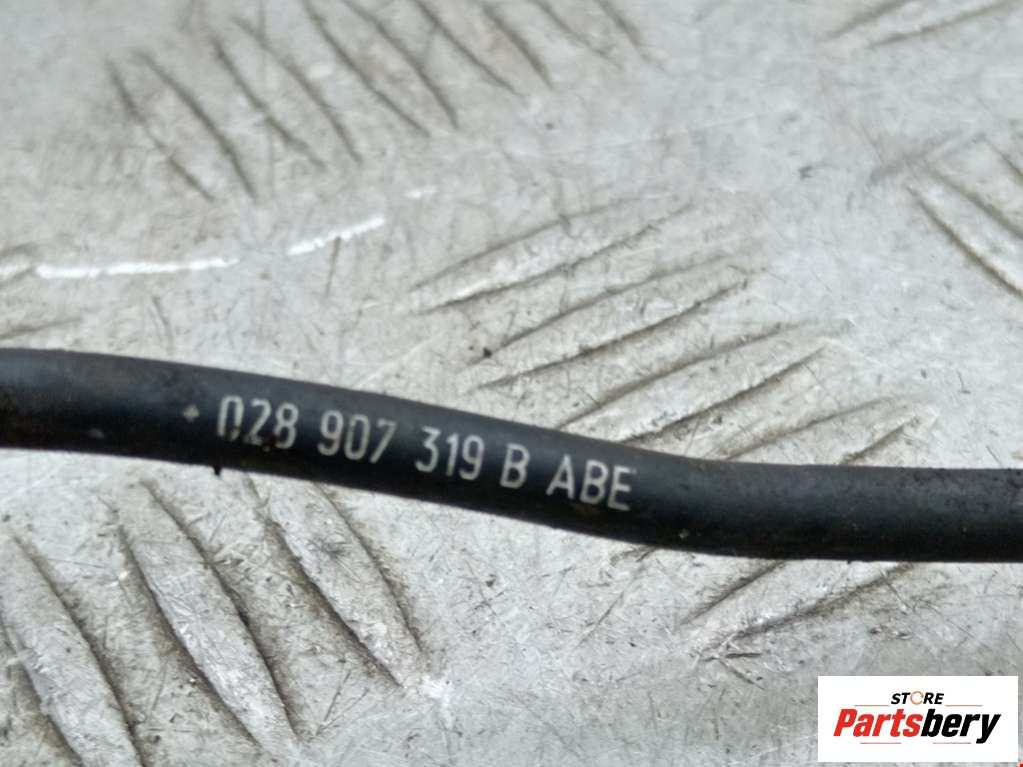 028 907 319 B ABE
STORE
Partsbery